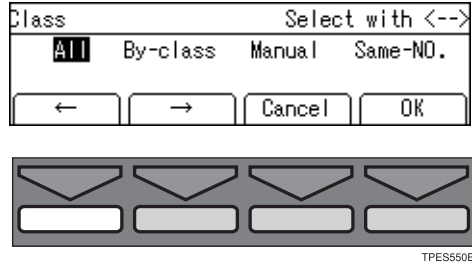 Class Select with <-->
All By-class Manual Same-NO.
← → Cancel OK
TPES550E